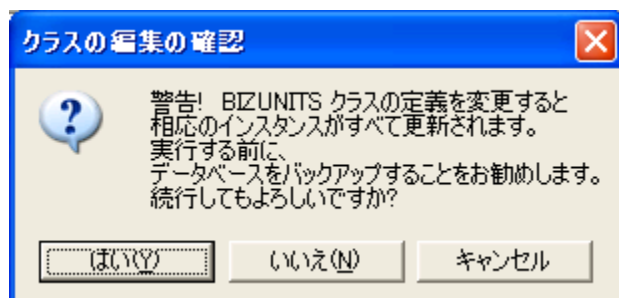 クラスの編集の確認
警告! BIZUNITS クラスの定義を変更すると
相応のインスタンスがすべて更新されます。
実行する前に、
データベースをバックアップすることをお勧めします。
続行してもよろしいですか?
はい(Y) いいえ(N) キャンセル